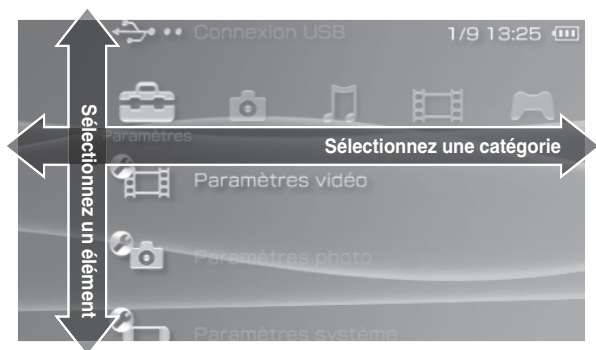 Connexion USB
1/9 13:25
Paramètres
Sélectionnez une catégorie
Sélectionnez un élément
Paramètres vidéo
Paramètres photo
Paramètres système